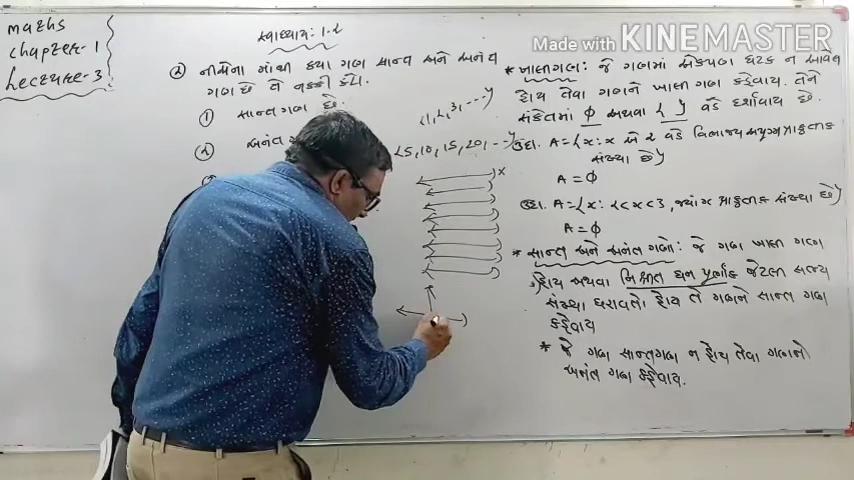 maths
chapter-1
Lecture-3
સ્વાધ્યાય: 1.2
② નીચેના માંથી કયા ગણ સાન્ત અને અનંત
ગણ છે તે નક્કી કરો.
① સાન્ત ગણ છે.
② અનંત
{1,2,3,---}
{5,10,15,20,--}
Made with KINEMASTER
* ખાલીગણ: જે ગણમાં એકપણ ઘટક ન આવેલ
હોય તેવા ગણને ખાલી ગણ કહેવાય. તેને
સંકેતમાં ϕ અથવા { } વડે દર્શાવાય છે.
ઉદા. A={x:x એ 2 વડે વિભાજ્ય અયુગ્મ પ્રાકૃતિક
સંખ્યા છે}
A=ϕ
ઉદા. A={x: 2<x<3, જ્યાં x પ્રાકૃતિક સંખ્યા છે}
A=ϕ
* સાન્ત અને અનંત ગણો: જે ગણ ખાલી ગણ
હોય અથવા નિશ્ચિત ધન પૂર્ણાંક જેટલા સભ્ય
સંખ્યા ધરાવતો હોય તે ગણને સાન્ત ગણ
કહેવાય
* જે ગણ સાન્તગણ ન હોય તેવા ગણને
અનંત ગણ કહેવાય.